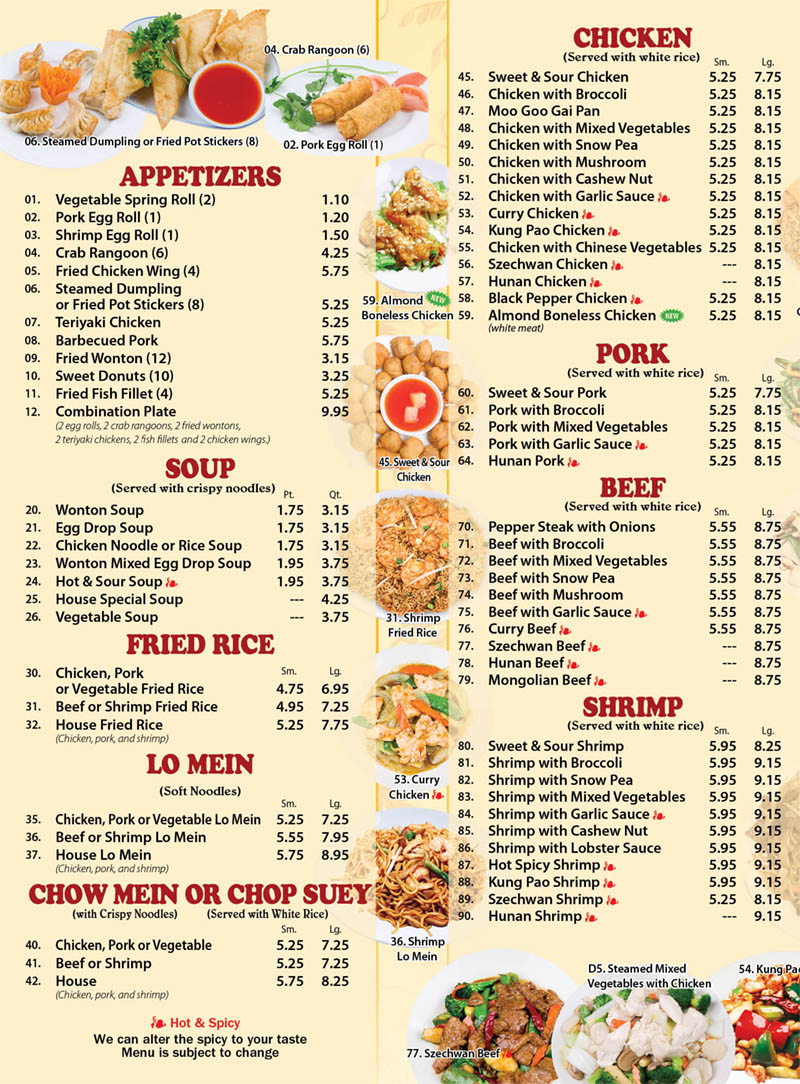 04. Crab Rangoon (6)
06. Steamed Dumpling or Fried Pot Stickers (8)
02. Pork Egg Roll (1)
APPETIZERS
01. Vegetable Spring Roll (2) 1.10
02. Pork Egg Roll (1) 1.20
03. Shrimp Egg Roll (1) 1.50
04. Crab Rangoon (6) 4.25
05. Fried Chicken Wing (4) 5.75
06. Steamed Dumpling
or Fried Pot Stickers (8) 5.25
07. Teriyaki Chicken 5.25
08. Barbecued Pork 5.75
09. Fried Wonton (12) 3.15
10. Sweet Donuts (10) 3.25
11. Fried Fish Fillet (4) 5.25
12. Combination Plate 9.95
(2 egg rolls, 2 crab rangoons, 2 fried wontons,
2 teriyaki chickens, 2 fish fillets and 2 chicken wings.)
SOUP
(Served with crispy noodles) Pt. Qt.
20. Wonton Soup 1.75 3.15
21. Egg Drop Soup 1.75 3.15
22. Chicken Noodle or Rice Soup 1.75 3.15
23. Wonton Mixed Egg Drop Soup 1.95 3.75
24. Hot & Sour Soup 1.95 3.75
25. House Special Soup --- 4.25
26. Vegetable Soup --- 3.75
FRIED RICE
Sm. Lg.
30. Chicken, Pork
or Vegetable Fried Rice 4.75 6.95
31. Beef or Shrimp Fried Rice 4.95 7.25
32. House Fried Rice 5.25 7.75
(Chicken, pork, and shrimp)
LO MEIN
(Soft Noodles)
Sm. Lg.
35. Chicken, Pork or Vegetable Lo Mein 5.25 7.25
36. Beef or Shrimp Lo Mein 5.55 7.95
37. House Lo Mein 5.75 8.95
(Chicken, pork, and shrimp)
CHOW MEIN OR CHOP SUEY
(with Crispy Noodles) (Served with White Rice)
Sm. Lg.
40. Chicken, Pork or Vegetable 5.25 7.25
41. Beef or Shrimp 5.25 7.25
42. House 5.75 8.25
(Chicken, pork, and shrimp)
Hot & Spicy
We can alter the spicy to your taste
Menu is subject to change
59. Almond NEW
Boneless Chicken
45. Sweet & Sour
Chicken
31. Shrimp
Fried Rice
53. Curry
Chicken
36. Shrimp
Lo Mein
CHICKEN
(Served with white rice) Sm. Lg.
45. Sweet & Sour Chicken 5.25 7.75
46. Chicken with Broccoli 5.25 8.15
47. Moo Goo Gai Pan 5.25 8.15
48. Chicken with Mixed Vegetables 5.25 8.15
49. Chicken with Snow Pea 5.25 8.15
50. Chicken with Mushroom 5.25 8.15
51. Chicken with Cashew Nut 5.25 8.15
52. Chicken with Garlic Sauce 5.25 8.15
53. Curry Chicken 5.25 8.15
54. Kung Pao Chicken 5.25 8.15
55. Chicken with Chinese Vegetables 5.25 8.15
56. Szechwan Chicken --- 8.15
57. Hunan Chicken --- 8.15
58. Black Pepper Chicken 5.25 8.15
59. Almond Boneless Chicken NEW 5.25 8.15
(white meat)
PORK
(Served with white rice) Sm. Lg.
60. Sweet & Sour Pork 5.25 7.75
61. Pork with Broccoli 5.25 8.15
62. Pork with Mixed Vegetables 5.25 8.15
63. Pork with Garlic Sauce 5.25 8.15
64. Hunan Pork 5.25 8.15
BEEF
(Served with white rice) Sm. Lg.
70. Pepper Steak with Onions 5.55 8.75
71. Beef with Broccoli 5.55 8.75
72. Beef with Mixed Vegetables 5.55 8.75
73. Beef with Snow Pea 5.55 8.75
74. Beef with Mushroom 5.55 8.75
75. Beef with Garlic Sauce 5.55 8.75
76. Curry Beef 5.55 8.75
77. Szechwan Beef --- 8.75
78. Hunan Beef --- 8.75
79. Mongolian Beef --- 8.75
SHRIMP
(Served with white rice) Sm. Lg.
80. Sweet & Sour Shrimp 5.95 8.25
81. Shrimp with Broccoli 5.95 9.15
82. Shrimp with Snow Pea 5.95 9.15
83. Shrimp with Mixed Vegetables 5.95 9.15
84. Shrimp with Garlic Sauce 5.95 9.15
85. Shrimp with Cashew Nut 5.95 9.15
86. Shrimp with Lobster Sauce 5.95 9.15
87. Hot Spicy Shrimp 5.95 9.15
88. Kung Pao Shrimp 5.95 9.15
89. Szechwan Shrimp 5.25 8.15
90. Hunan Shrimp --- 9.15
D5. Steamed Mixed
Vegetables with Chicken
54. Kung Pa
77. Szechwan Beef